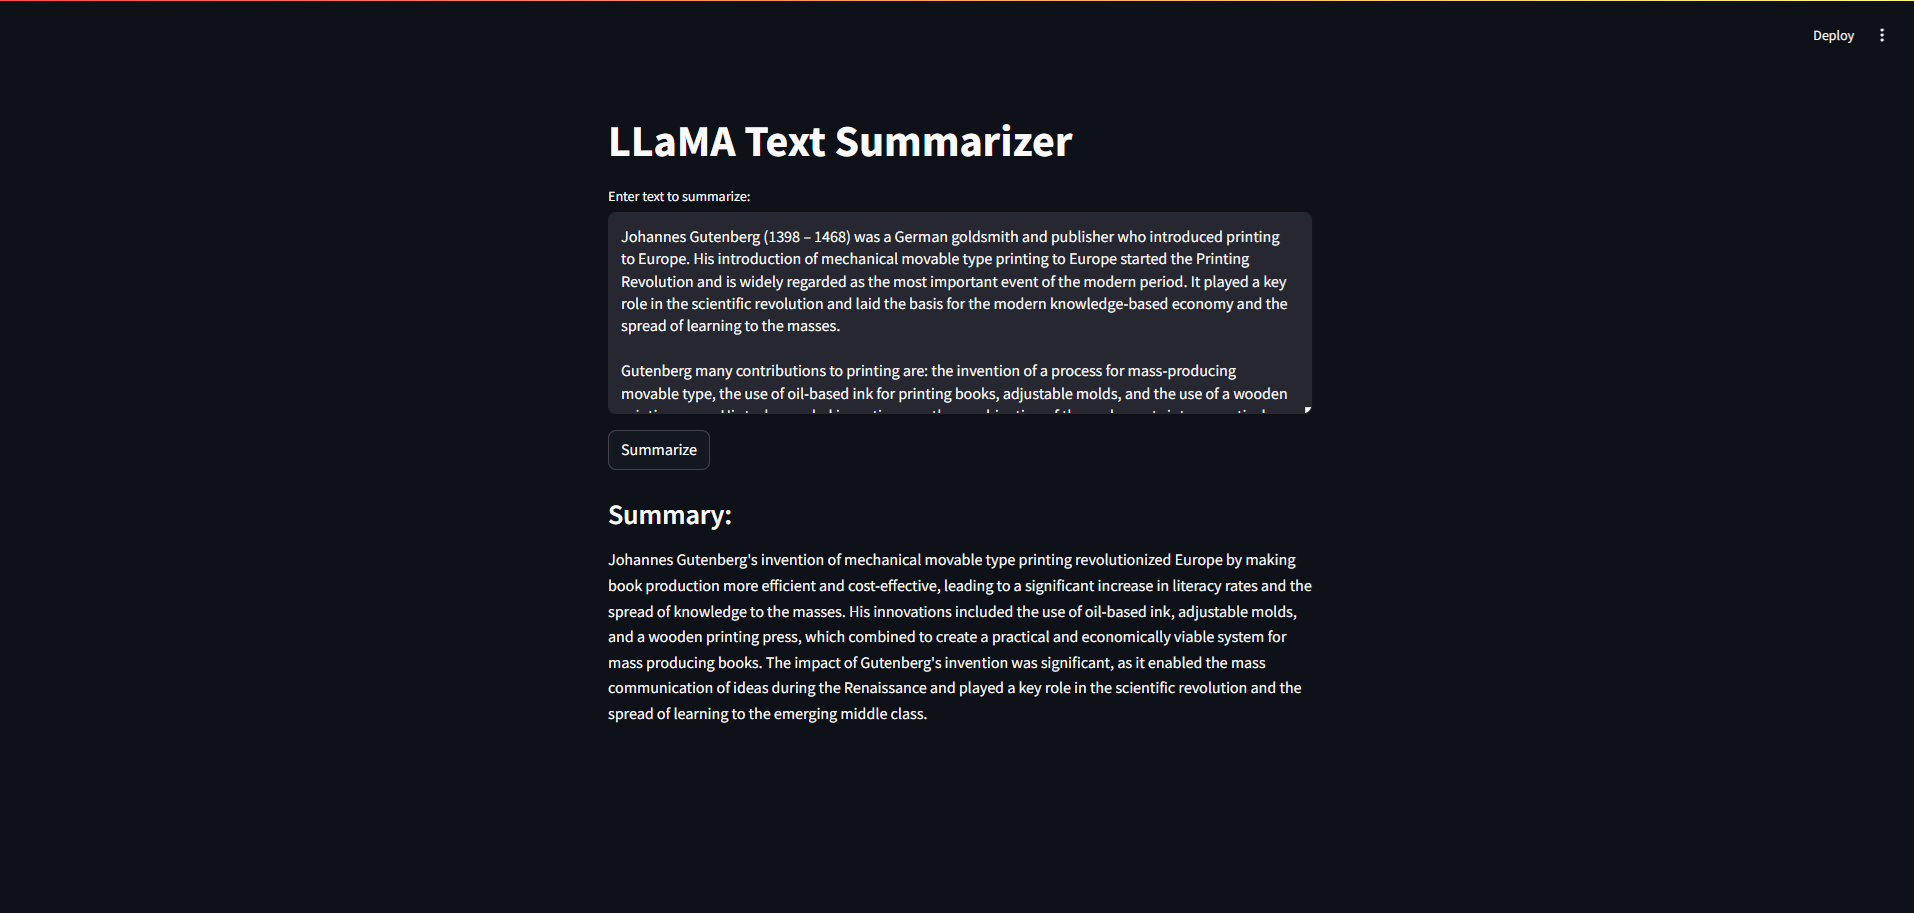 Deploy
LLaMA Text Summarizer
Enter text to summarize:
Johannes Gutenberg (1398 – 1468) was a German goldsmith and publisher who introduced printing
to Europe. His introduction of mechanical movable type printing to Europe started the Printing
Revolution and is widely regarded as the most important event of the modern period. It played a key
role in the scientific revolution and laid the basis for the modern knowledge-based economy and the
spread of learning to the masses.
Gutenberg many contributions to printing are: the invention of a process for mass-producing
movable type, the use of oil-based ink for printing books, adjustable molds, and the use of a wooden
Summarize
Summary:
Johannes Gutenberg's invention of mechanical movable type printing revolutionized Europe by making
book production more efficient and cost-effective, leading to a significant increase in literacy rates and the
spread of knowledge to the masses. His innovations included the use of oil-based ink, adjustable molds,
and a wooden printing press, which combined to create a practical and economically viable system for
mass producing books. The impact of Gutenberg's invention was significant, as it enabled the mass
communication of ideas during the Renaissance and played a key role in the scientific revolution and the
spread of learning to the emerging middle class.